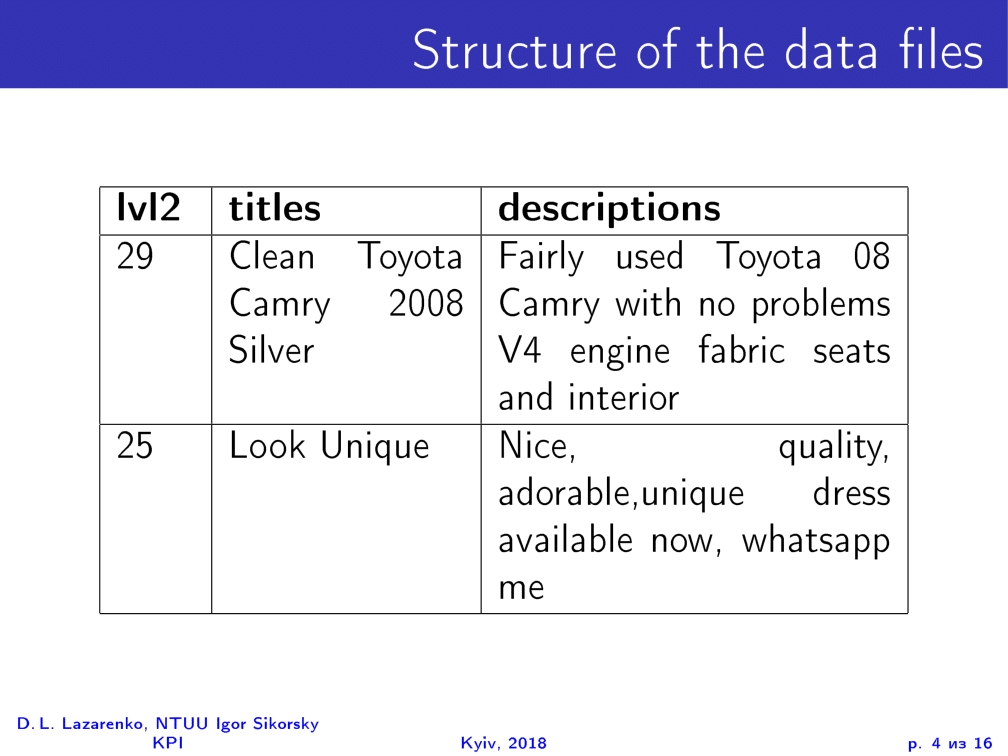 Structure of the data files
lvl2 titles descriptions
29 Clean Toyota Fairly used Toyota 08
Camry 2008 Camry with no problems
Silver V4 engine fabric seats
and interior
25 Look Unique Nice, quality,
adorable,unique dress
available now, whatsapp
me
D. L. Lazarenko, NTUU Igor Sikorsky
KPI Kyiv, 2018 p. 4 из 16